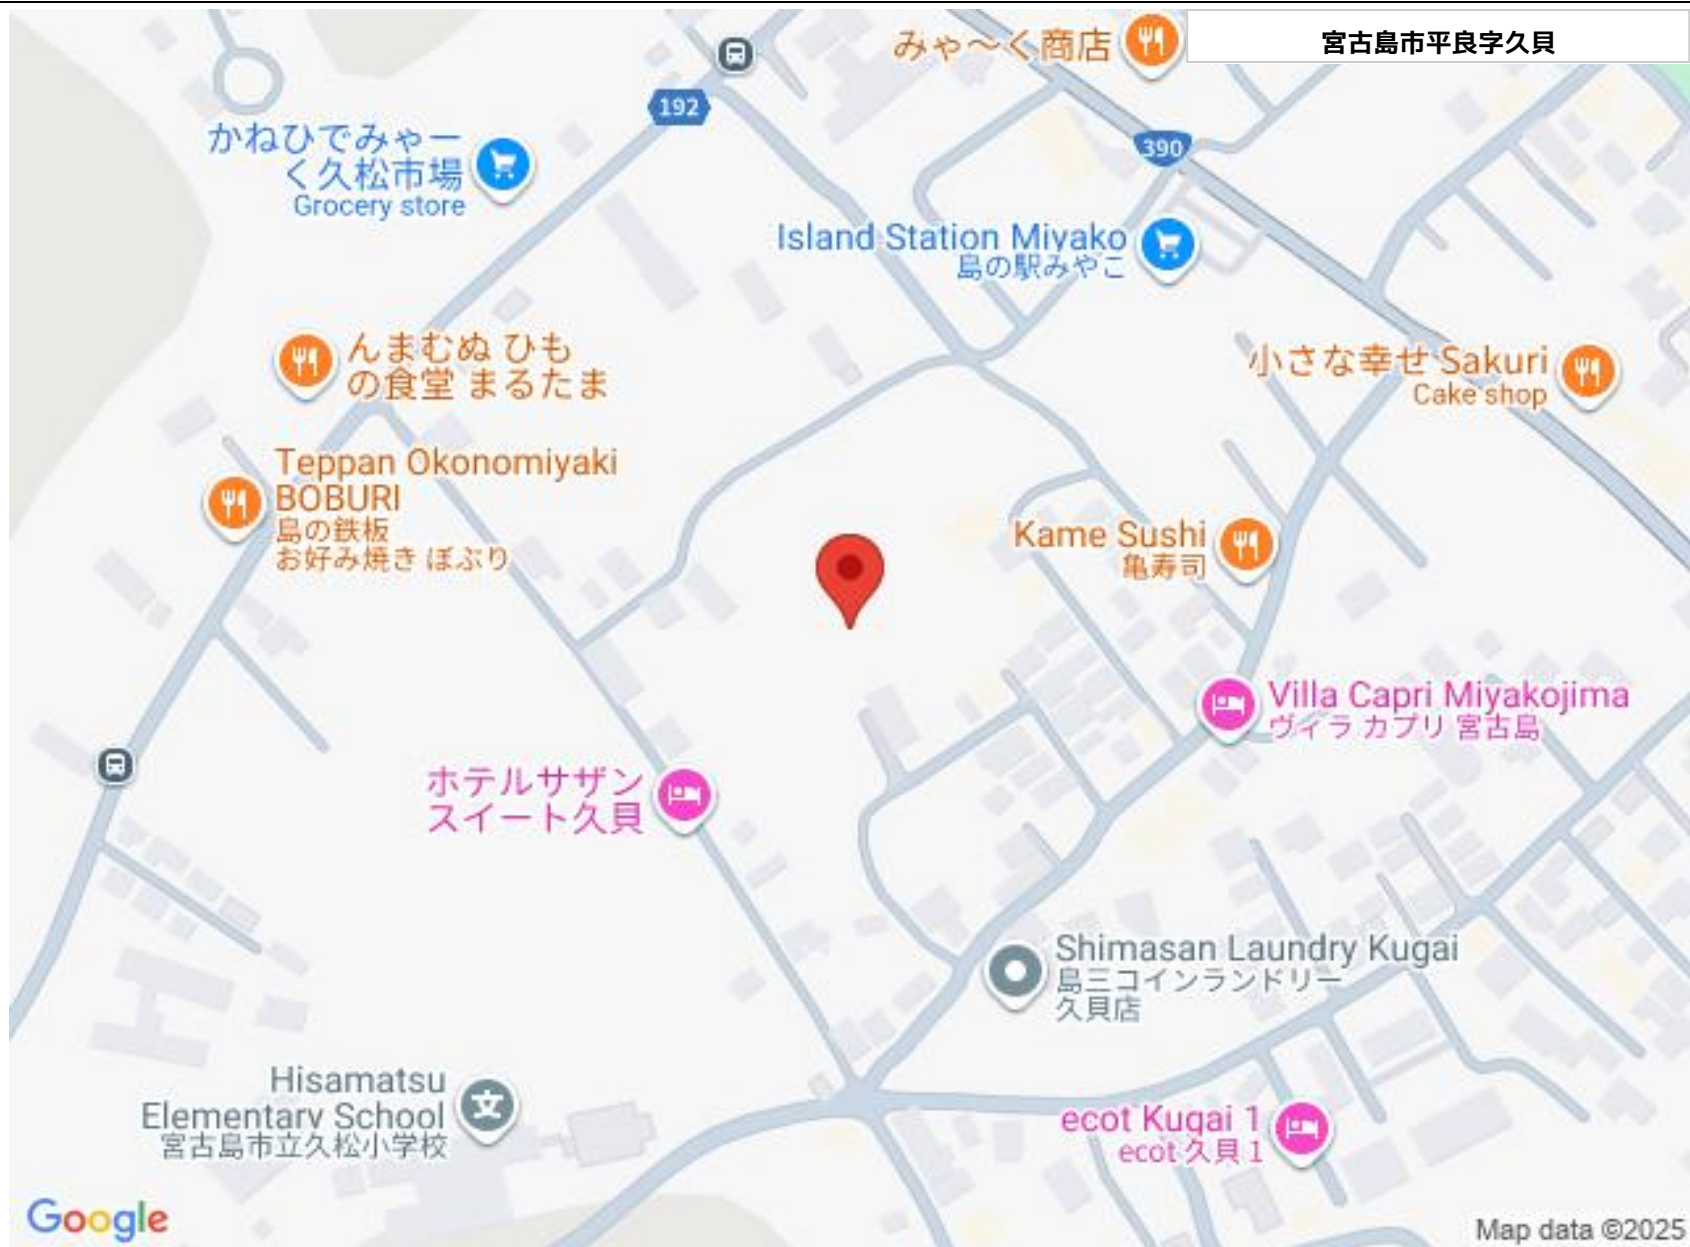 みゃ～く商店
宮古島市平良字久貝
192
かねひでみゃー
く久松市場
Grocery store
390
Island Station Miyako
島の駅みやこ
んまむぬ ひも
の食堂 まるたま
小さな幸せ Sakuri
Cake shop
Teppan Okonomiyaki
BOBURI
島の鉄板
お好み焼き ぼぶり
Kame Sushi
亀寿司
Villa Capri Miyakojima
ヴィラ カプリ 宮古島
ホテルサザン
スイート久貝
Shimasan Laundry Kugai
島三コインランドリー
久貝店
Hisamatsu
Elementary School
宮古島市立久松小学校
文
ecot Kugai 1
ecot 久貝 1
Google
Map data ©2025